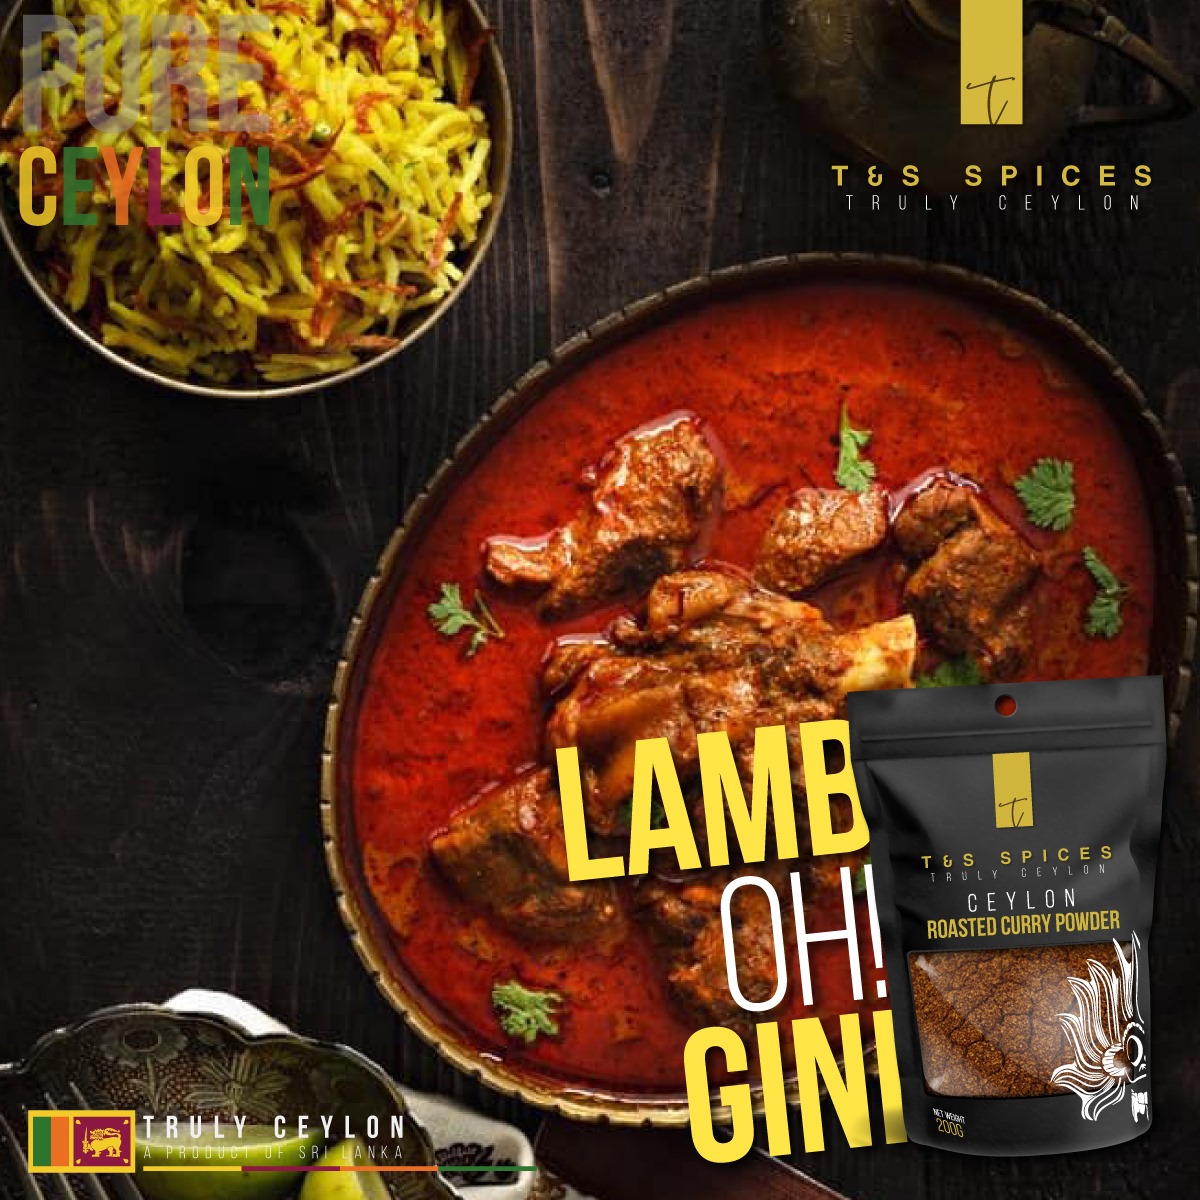 PURE
CEYLON
t
T&S SPICES
TRULY CEYLON
LAMB
OH!
GINI
t
T&S SPICES
TRULY CEYLON
CEYLON
ROASTED CURRY POWDER
NET WEIGHT
200G
TRULY CEYLON
A PRODUCT OF SRI LANKA